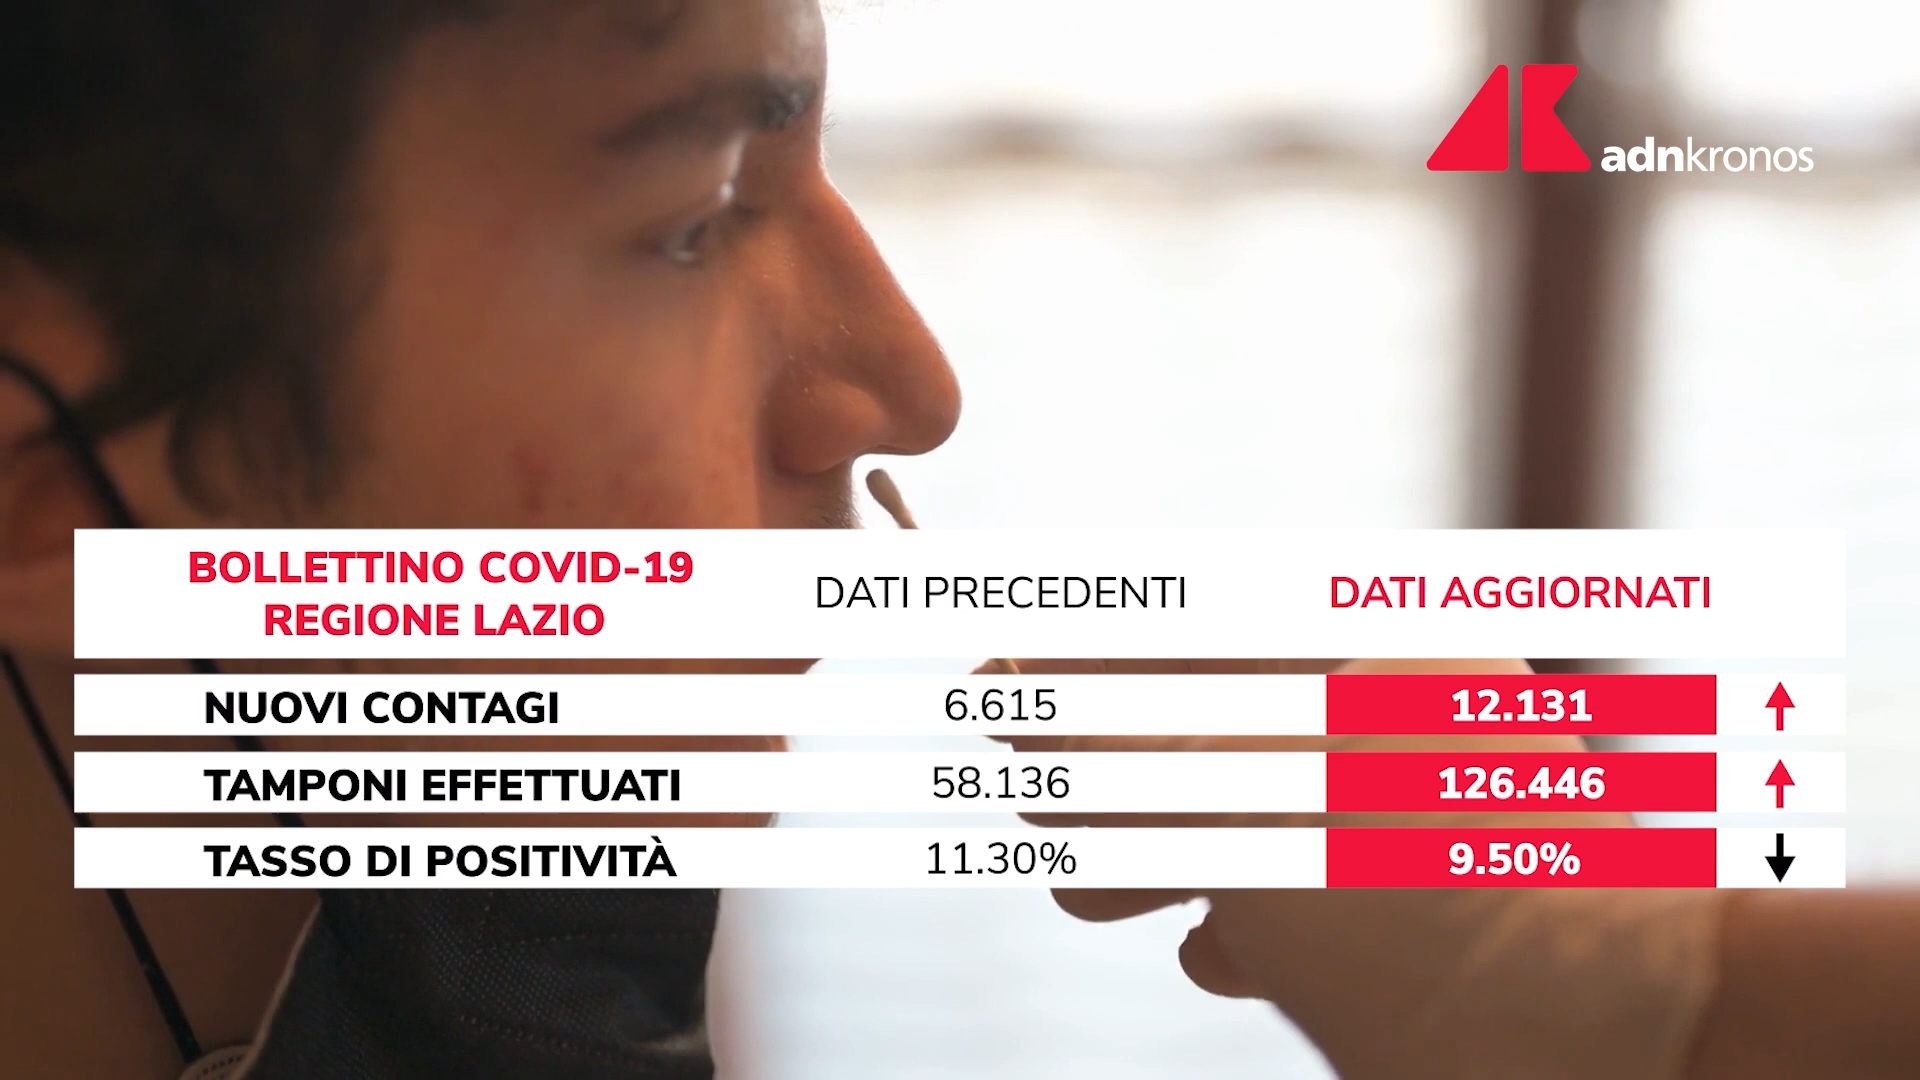 adnkronos
BOLLETTINO COVID-19
REGIONE LAZIO
DATI PRECEDENTI
DATI AGGIORNATI
NUOVI CONTAGI 6.615 12.131
TAMPONI EFFETTUATI 58.136 126.446
TASSO DI POSITIVITÀ 11.30% 9.50%